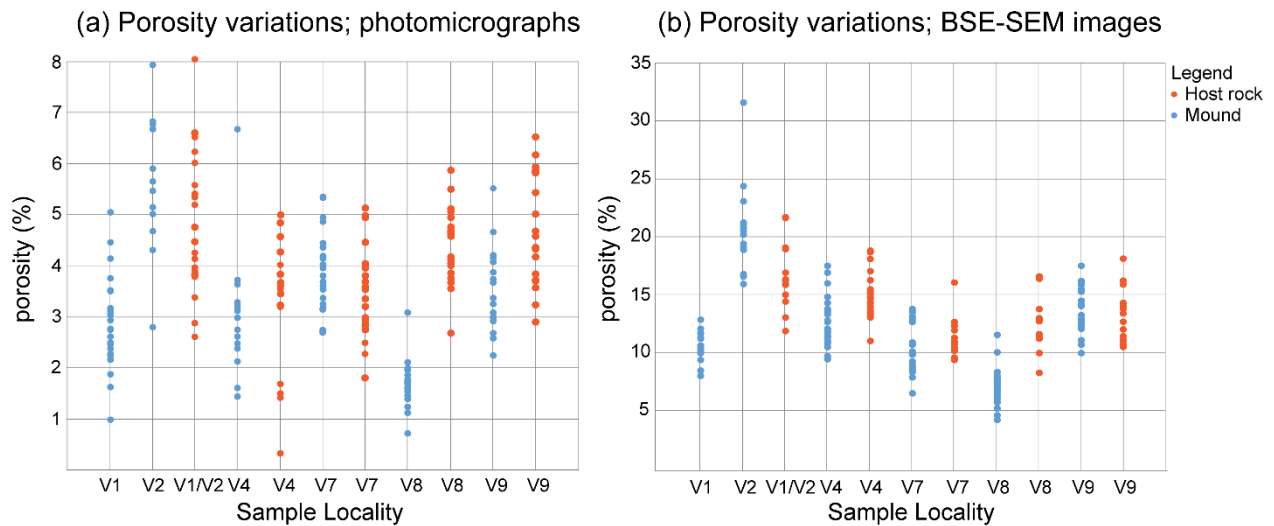 (a) Porosity variations; photomicrographs
8
7
6
5
4
3
2
1
porosity (%)
V1 V2 V1/V2 V4 V4 V7 V7 V8 V8 V9 V9
Sample Locality
(b) Porosity variations; BSE-SEM images
35
30
25
20
15
10
5
porosity (%)
V1 V2 V1/V2 V4 V4 V7 V7 V8 V8 V9 V9
Sample Locality
Legend
Host rock
Mound